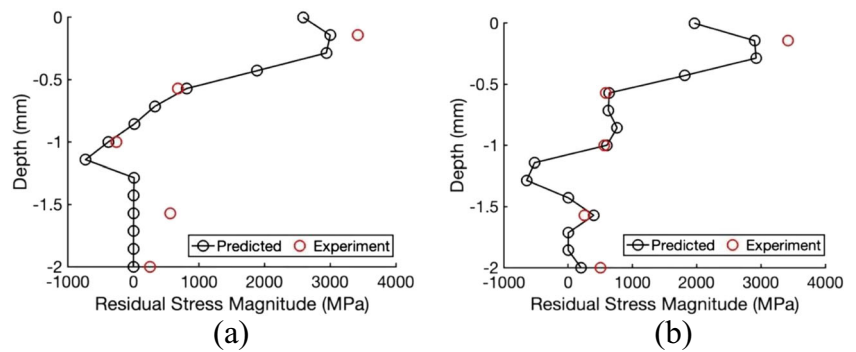 0
-0.5
-1
-1.5
-2
Depth (mm)
Predicted Experiment
-1000 0 1000 2000 3000 4000
Residual Stress Magnitude (MPa)
(a)
0
-0.5
-1
-1.5
-2
Depth (mm)
Predicted Experiment
-1000 0 1000 2000 3000 4000
Residual Stress Magnitude (MPa)
(b)